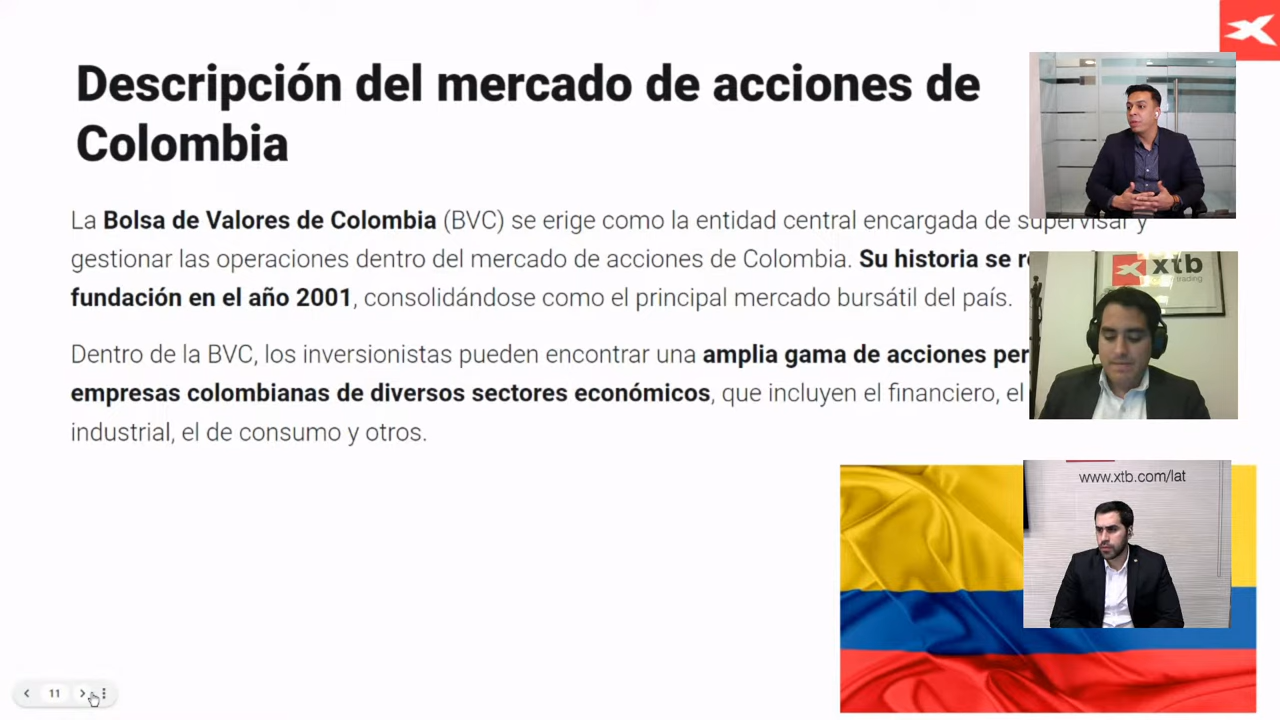 Descripción del mercado de acciones de
Colombia
La Bolsa de Valores de Colombia (BVC) se erige como la entidad central encargada de supervisar y
gestionar las operaciones dentro del mercado de acciones de Colombia. Su historia se
fundación en el año 2001, consolidándose como el principal mercado bursátil del país.
Dentro de la BVC, los inversionistas pueden encontrar una amplia gama de acciones
empresas colombianas de diversos sectores económicos, que incluyen el financiero, el
industrial, el de consumo y otros.
xtb
trading
www.xtb.com/lat
11